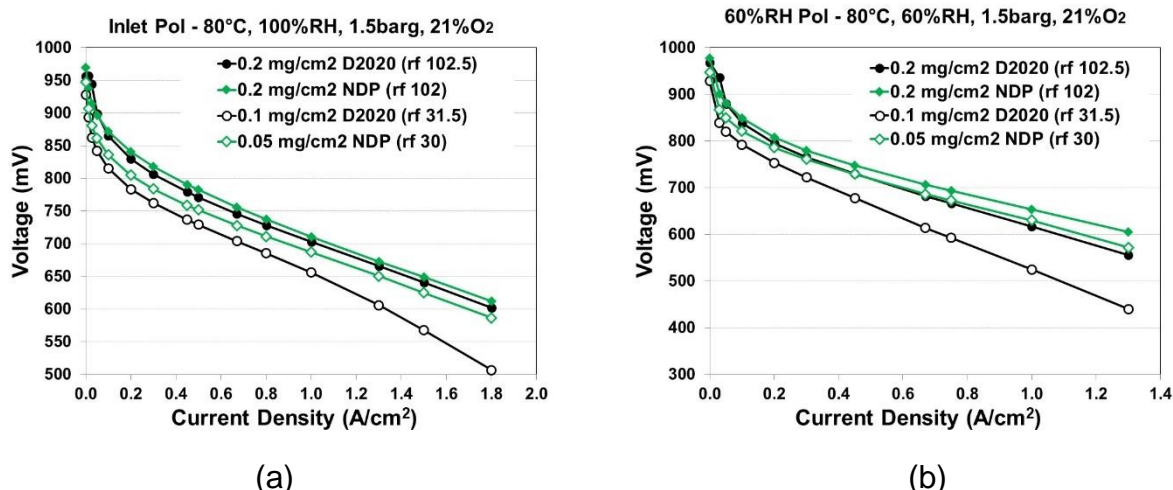 Inlet Pol - 80°C, 100%RH, 1.5barg, 21%O₂
1000
950
900
850
800
750
700
650
600
550
500
Voltage (mV)
0.2 mg/cm2 D2020 (rf 102.5)
0.2 mg/cm2 NDP (rf 102)
0.1 mg/cm2 D2020 (rf 31.5)
0.05 mg/cm2 NDP (rf 30)
0.0 0.2 0.4 0.6 0.8 1.0 1.2 1.4 1.6 1.8 2.0
Current Density (A/cm²)
(a)
60%RH Pol - 80°C, 60%RH, 1.5barg, 21%O₂
1000
900
800
700
600
500
400
300
Voltage (mV)
0.2 mg/cm2 D2020 (rf 102.5)
0.2 mg/cm2 NDP (rf 102)
0.1 mg/cm2 D2020 (rf 31.5)
0.05 mg/cm2 NDP (rf 30)
0.0 0.2 0.4 0.6 0.8 1.0 1.2 1.4
Current Density (A/cm²)
(b)